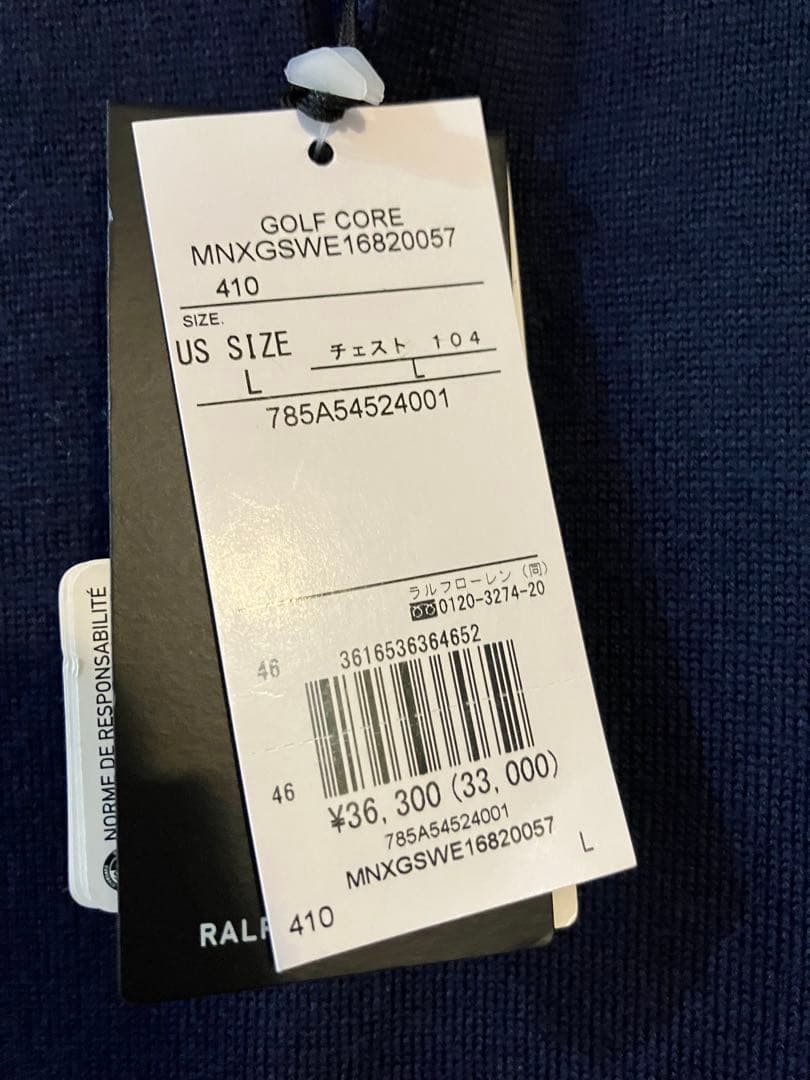 GOLF CORE
MNXGSWE16820057
410
SIZE.
US SIZE チェスト 104
L L
785A54524001
ラルフローレン (同)
0120-3274-20
46 3616536364652
46
¥36,300 (33,000)
785A54524001
MNXGSWE16820057 L
410
RALP
NORME DE RESPONSABILITÉ